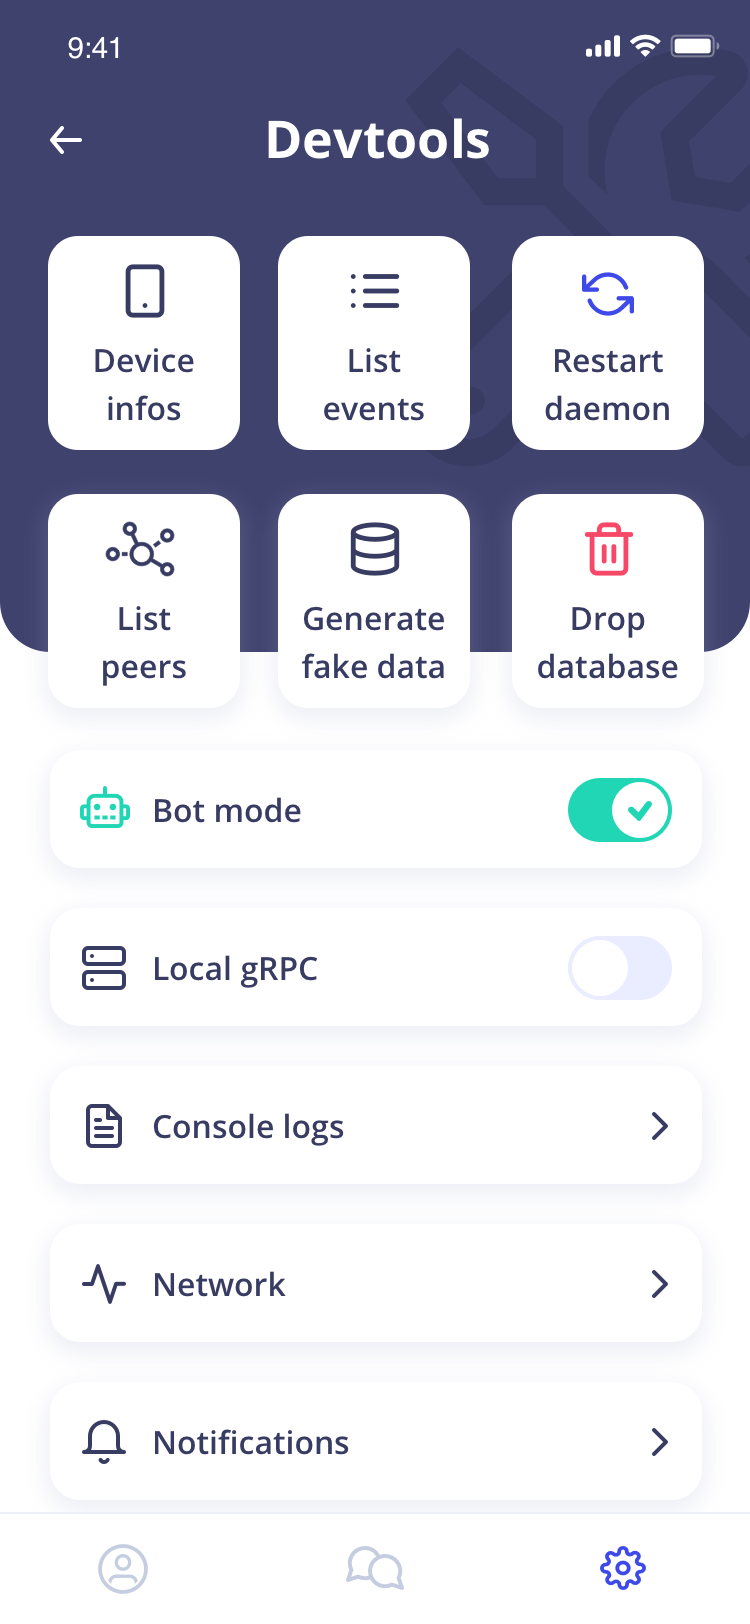 9:41
Devtools
Device
infos
List
events
Restart
daemon
List
peers
Generate
fake data
Drop
database
Bot mode
Local gRPC
Console logs
Network
Notifications